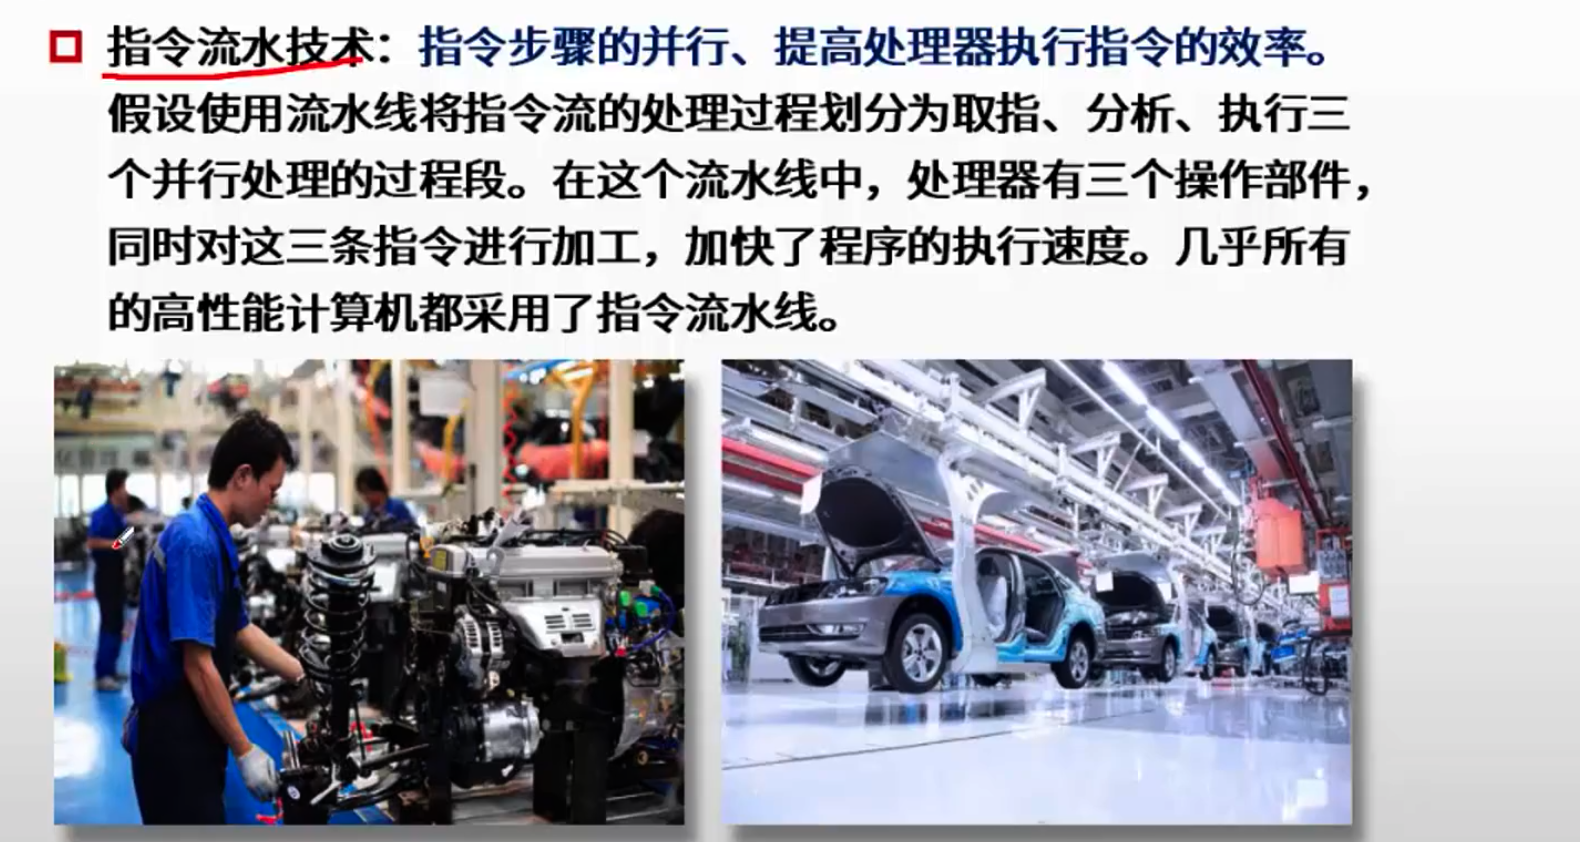 指令流水技术：指令步骤的并行、提高处理器执行指令的效率。
假设使用流水线将指令流的处理过程划分为取指、分析、执行三
个并行处理的过程段。在这个流水线中，处理器有三个操作部件，
同时对这三条指令进行加工，加快了程序的执行速度。几乎所有
的高性能计算机都采用了指令流水线。